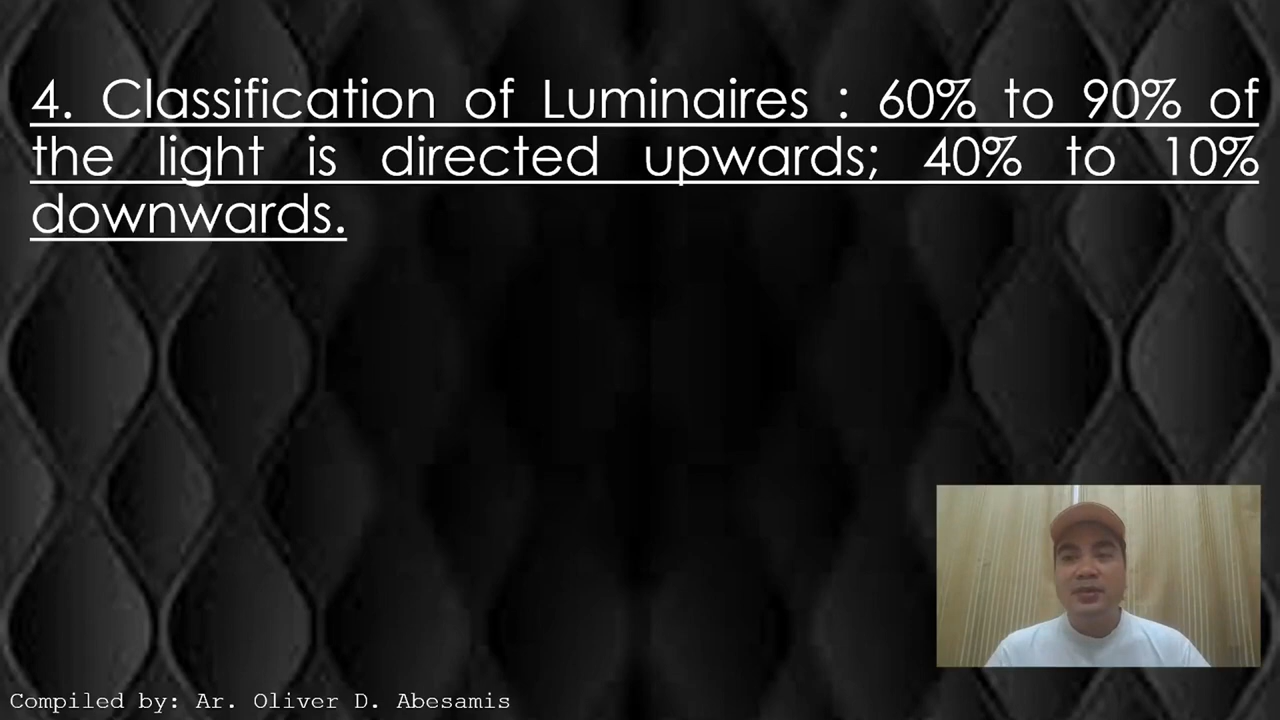 4. Classification of Luminaires : 60% to 90% of
the light is directed upwards; 40% to 10%
downwards.
Compiled by: Ar. Oliver D. Abesamis